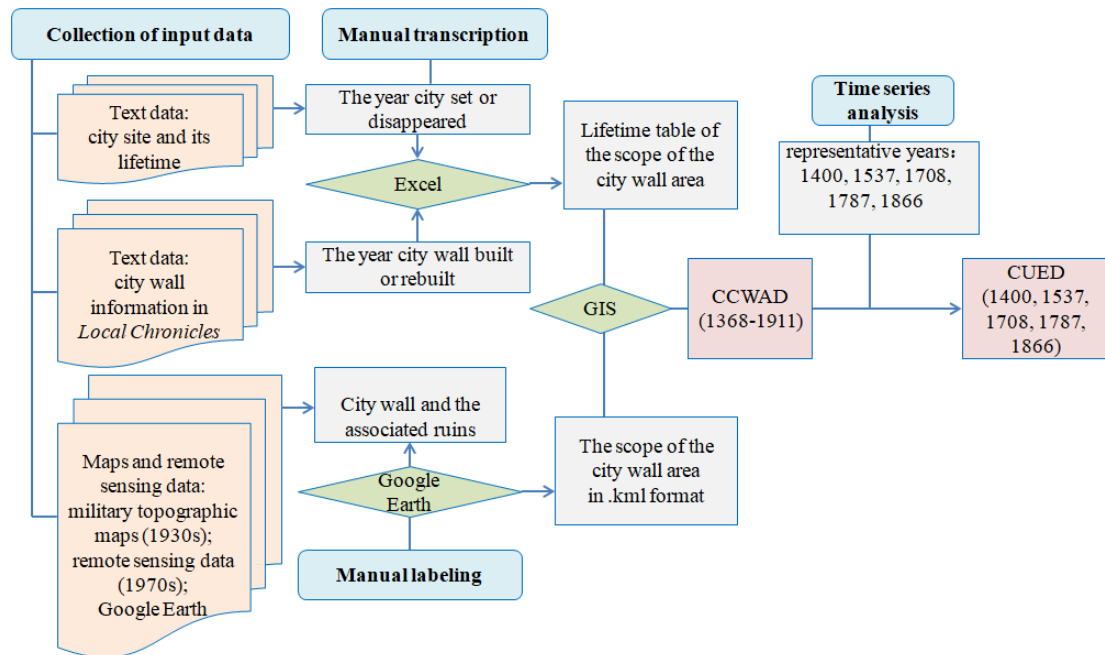 Collection of input data
Manual transcription
Text data:
city site and its
lifetime
The year city set or
disappeared
Excel
Text data:
city wall
information in
Local Chronicles
The year city wall built
or rebuilt
Lifetime table of
the scope of the
city wall area
Time series
analysis
representative years：
1400, 1537, 1708,
1787, 1866
GIS
CCWAD
(1368-1911)
CUED
(1400, 1537,
1708, 1787,
1866)
Maps and remote
sensing data:
military topographic
maps (1930s);
remote sensing data
(1970s);
Google Earth
City wall and the
associated ruins
Google
Earth
Manual labeling
The scope of the
city wall area
in .kml format